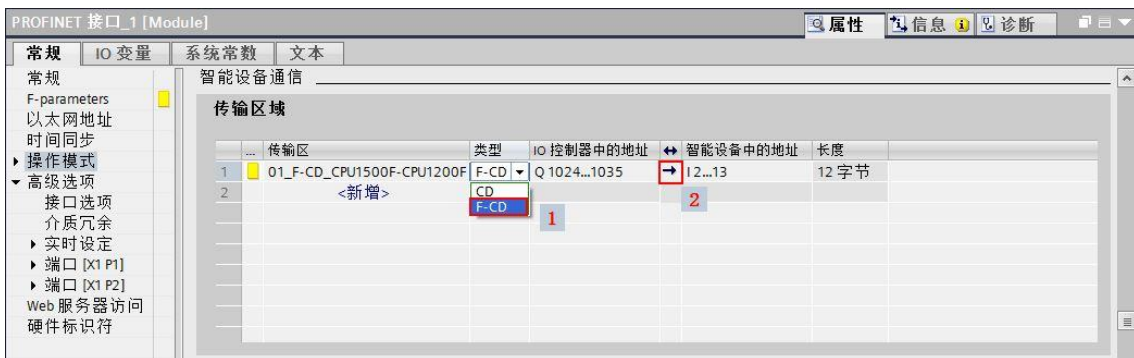 PROFINET 接口_1 [Module]
属性
信息
诊断
常规
IO 变量
系统常数
文本
常规
F-parameters
以太网地址
时间同步
操作模式
高级选项
接口选项
介质冗余
实时设定
端口 [X1 P1]
端口 [X1 P2]
Web 服务器访问
硬件标识符
智能设备通信
传输区域
... 传输区 类型 IO 控制器中的地址 ↔ 智能设备中的地址 长度
1 01_F-CD_CPU1500F-CPU1200F F-CD Q 1024...1035 → I 2...13 12 字节
2 <新增>
CD
F-CD
1
2